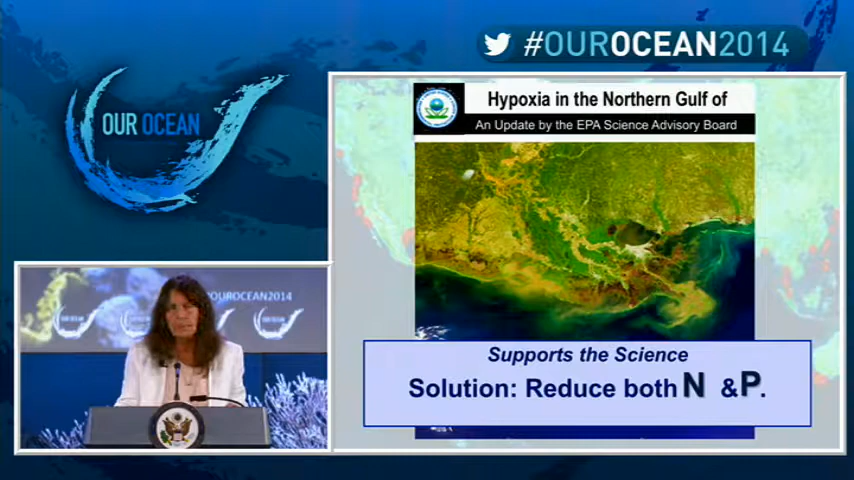 #OUROCEAN2014
OUR OCEAN
Hypoxia in the Northern Gulf of
An Update by the EPA Science Advisory Board
OUROCEAN2014
Supports the Science
Solution: Reduce both N & P.